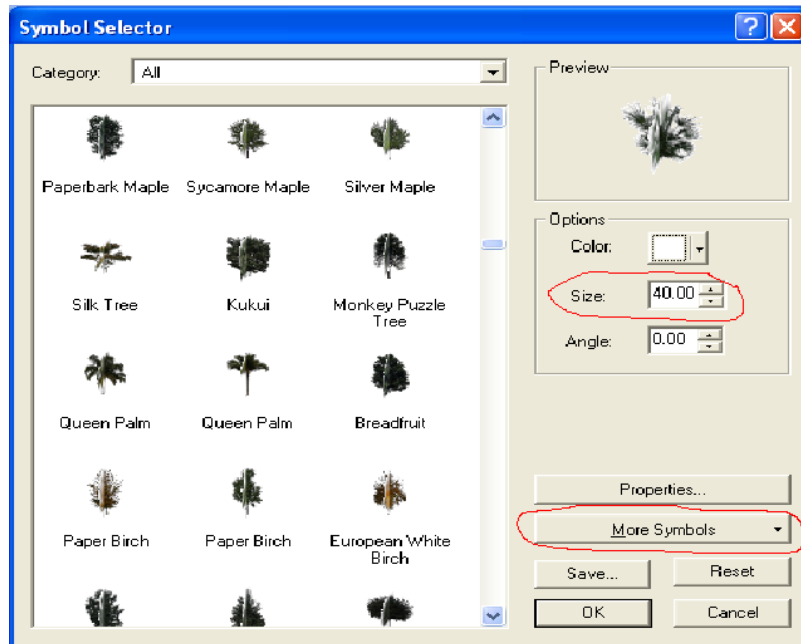 Symbol Selector
Category: All
Preview
Paperbark Maple Sycamore Maple Silver Maple
Options
Color:
Silk Tree Kukui Monkey Puzzle
Tree
Size: 40.00
Angle: 0.00
Queen Palm Queen Palm Breadfruit
Properties...
Paper Birch Paper Birch European White
Birch
More Symbols
Save... Reset
OK Cancel